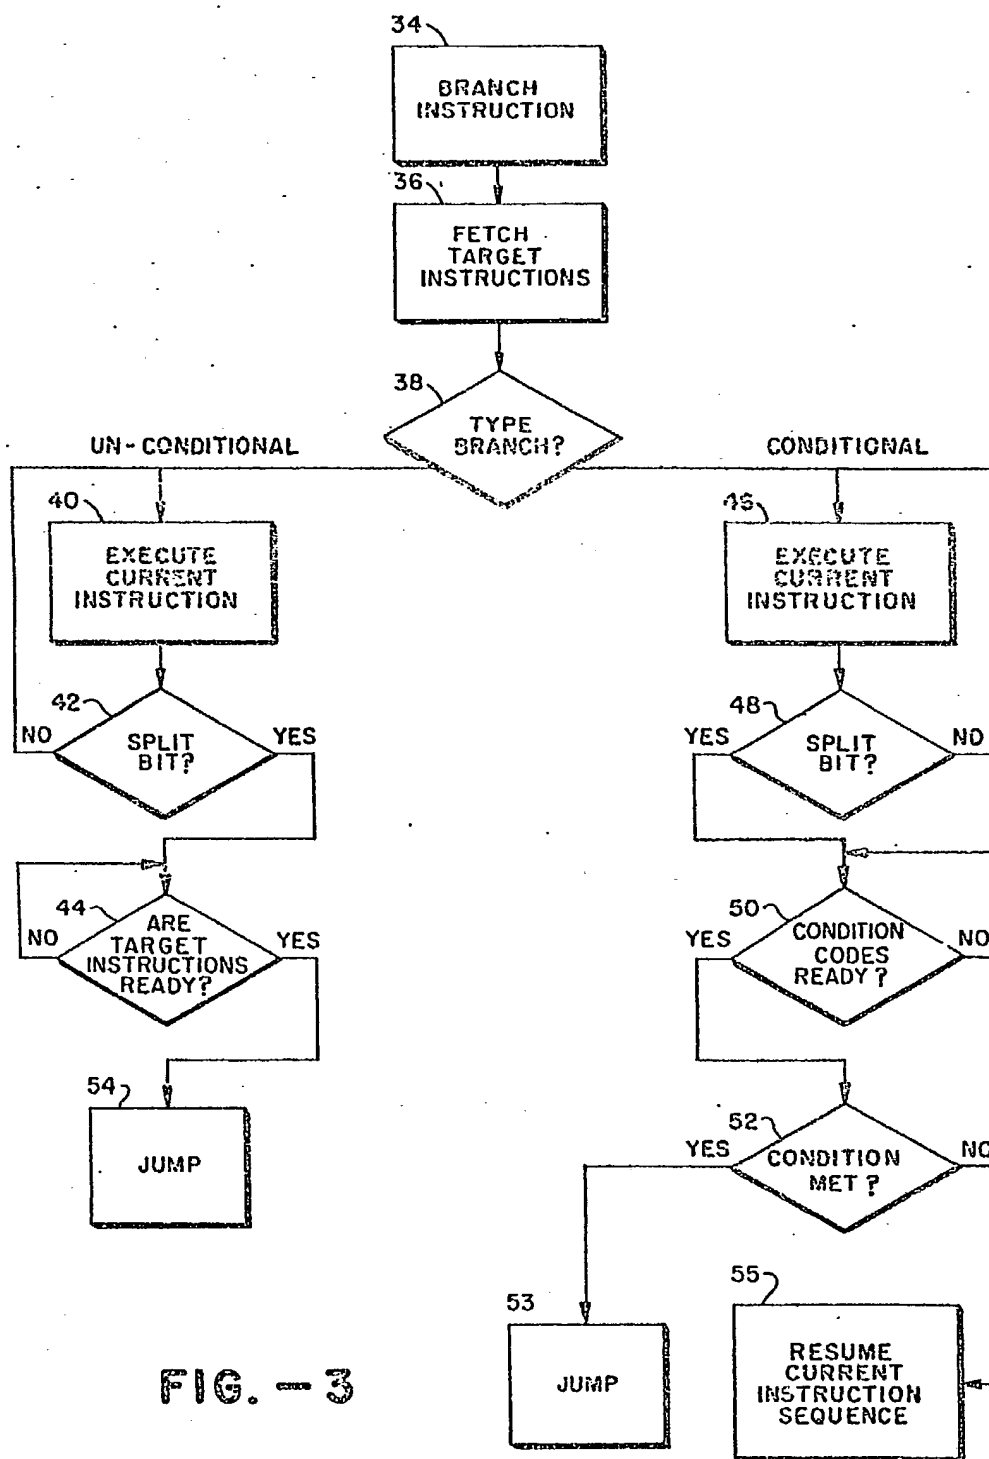 34
BRANCH
INSTRUCTION
36
FETCH
TARGET
INSTRUCTIONS
38
TYPE
BRANCH?
UN-CONDITIONAL
CONDITIONAL
40
EXECUTE
CURRENT
INSTRUCTION
46
EXECUTE
CURRENT
INSTRUCTION
42
NO
SPLIT
BIT?
YES
48
YES
SPLIT
BIT?
NO
44
NO
ARE
TARGET
INSTRUCTIONS
READY?
YES
50
YES
CONDITION
CODES
READY?
NO
54
JUMP
52
YES
CONDITION
MET?
NO
53
JUMP
55
RESUME
CURRENT
INSTRUCTION
SEQUENCE
FIG.-3